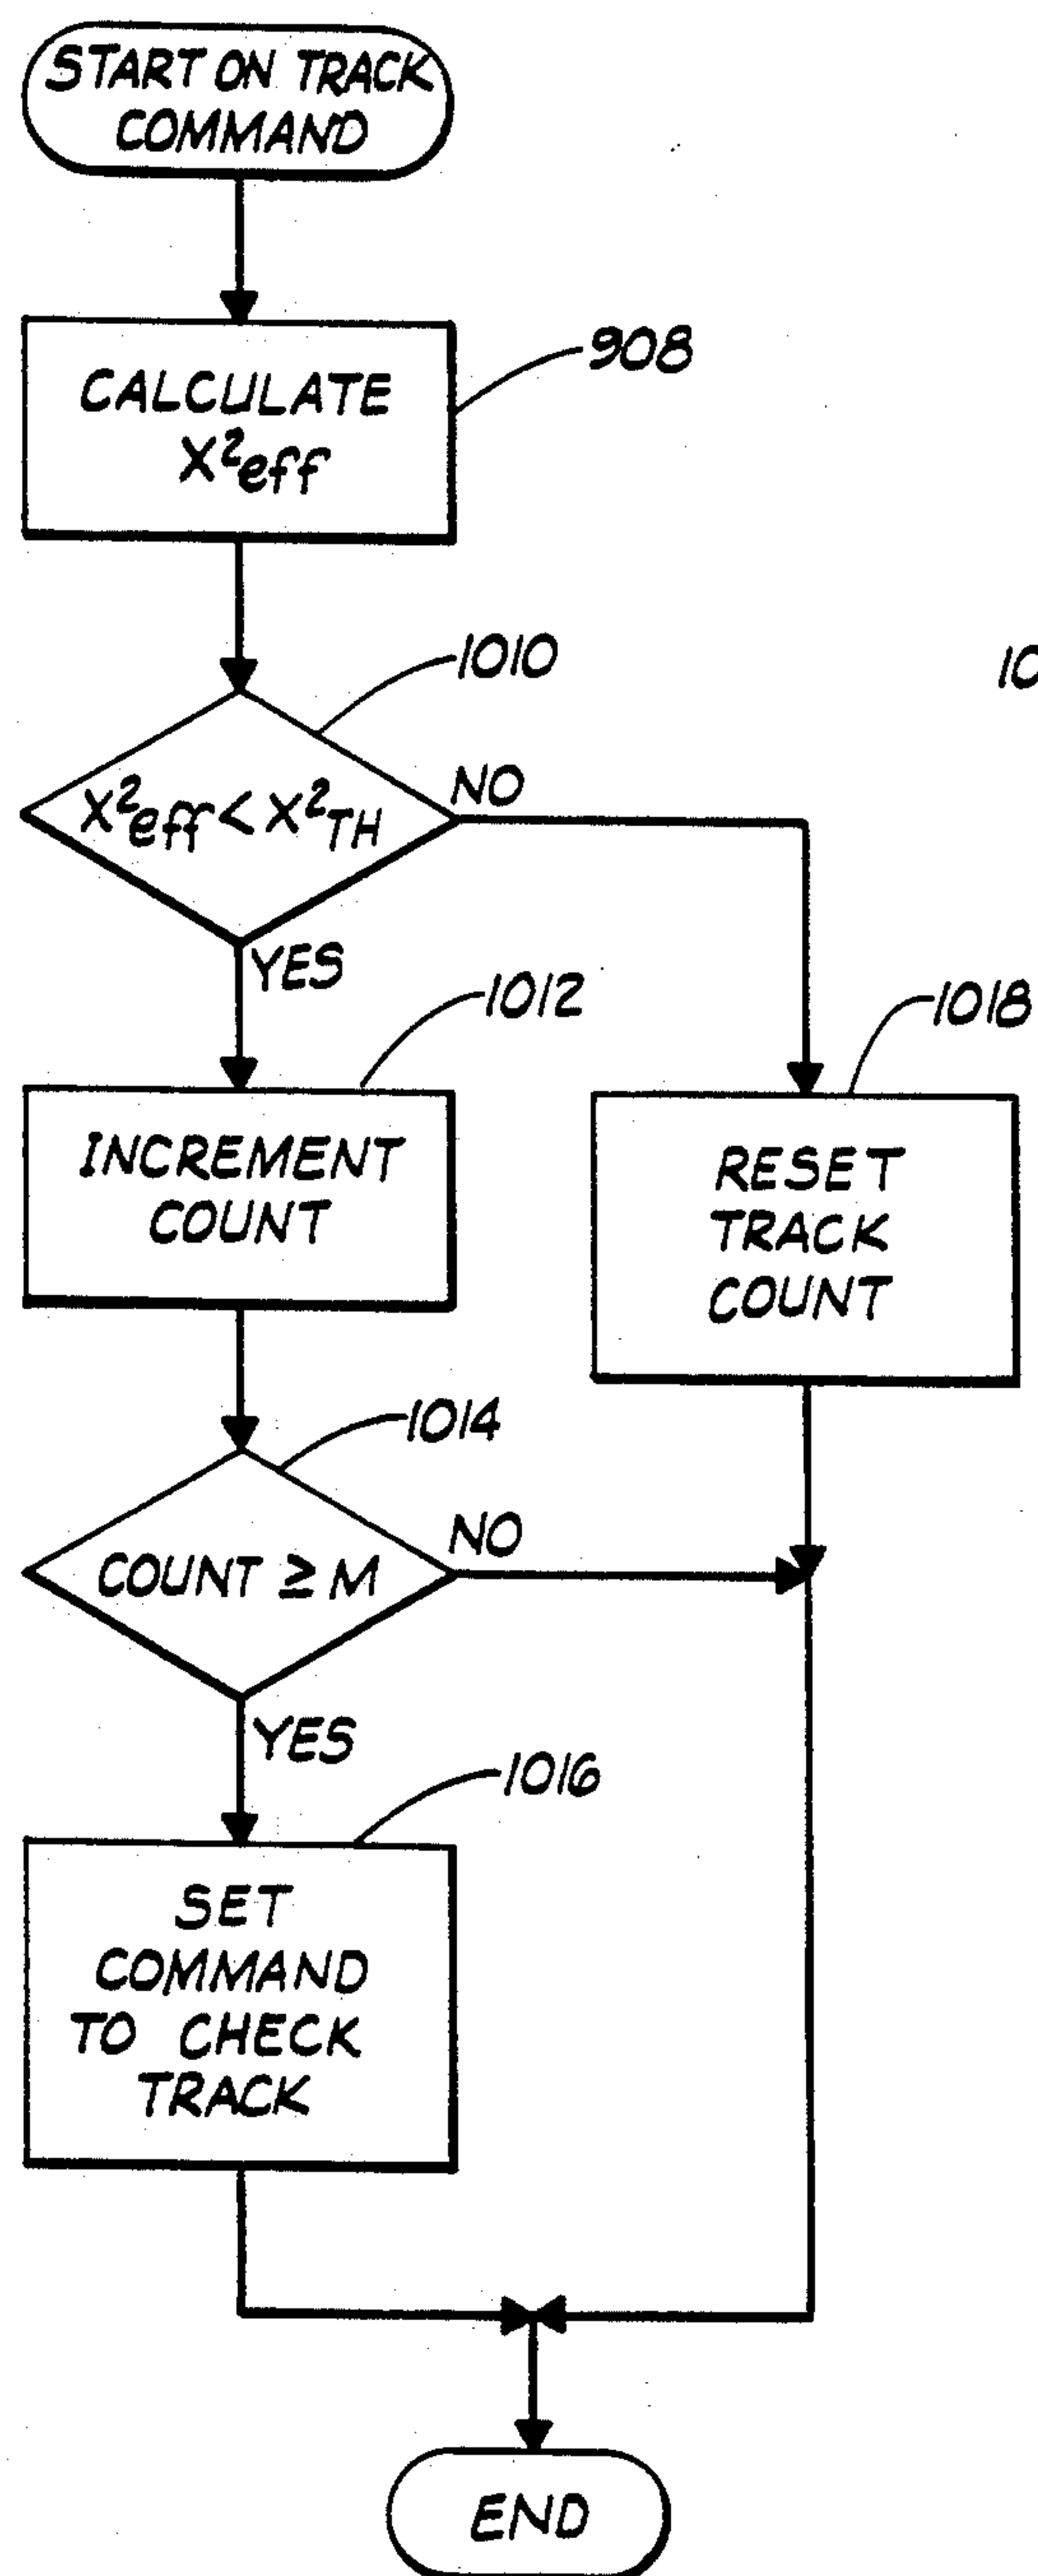 START ON TRACK
COMMAND
CALCULATE
X²eff
908
1010
10
X²eff < X²TH
NO
YES
1012
1018
INCREMENT
COUNT
RESET
TRACK
COUNT
1014
COUNT ≥ M
NO
YES
1016
SET
COMMAND
TO CHECK
TRACK
END